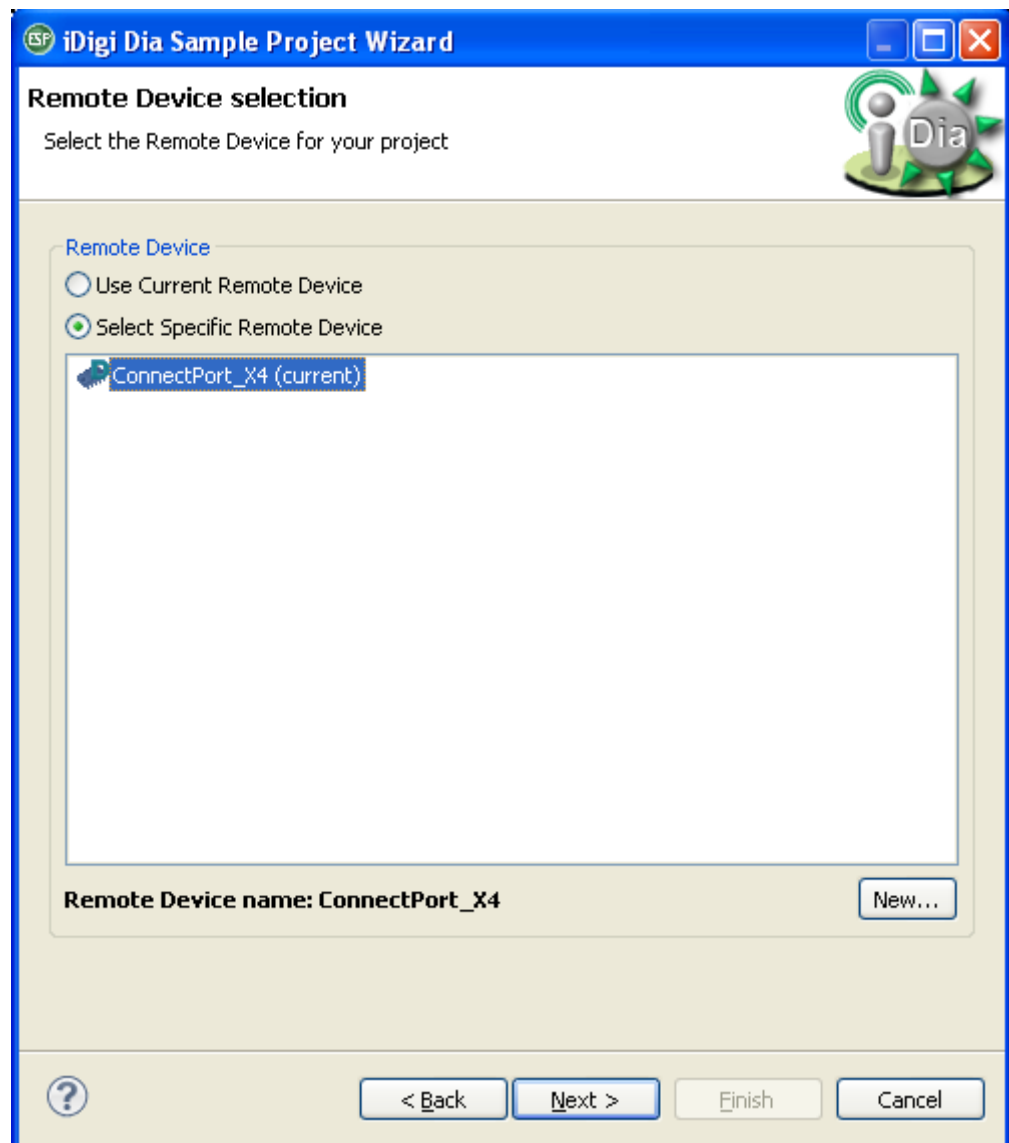 ESP iDigi Dia Sample Project Wizard
Remote Device selection
Select the Remote Device for your project
Dia
Remote Device
Use Current Remote Device
Select Specific Remote Device
ConnectPort_X4 (current)
Remote Device name: ConnectPort_X4
New...
? < Back Next > Finish Cancel